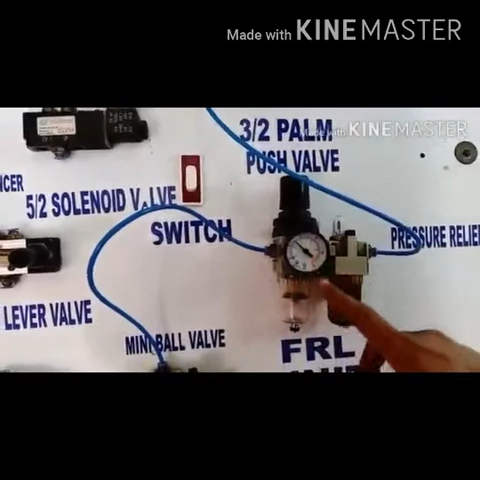 Made with KINEMASTER
3/2 PALM
Made with KINEMASTER
PUSH VALVE
NCER
5/2 SOLENOID VALVE
SWITCH
PRESSURE RELIE
LEVER VALVE
MINI BALL VALVE
FRL